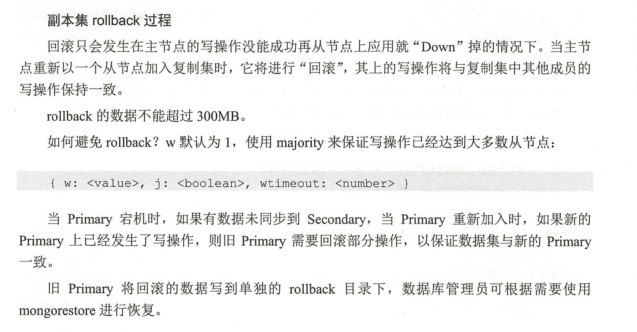 副本集 rollback 过程
回滚只会发生在主节点的写操作没能成功再从节点上应用就“Down”掉的情况下。当主节
点重新以一个从节点加入复制集时，它将进行“回滚”，其上的写操作将与复制集中其他成员的
写操作保持一致。
rollback 的数据不能超过 300MB。
如何避免 rollback？w 默认为 1，使用 majority 来保证写操作已经达到大多数从节点：
{ w: <value>, j: <boolean>, wtimeout: <number> }
当 Primary 宕机时，如果有数据未同步到 Secondary，当 Primary 重新加入时，如果新的
Primary 上已经发生了写操作，则旧 Primary 需要回滚部分操作，以保证数据集与新的 Primary
一致。
旧 Primary 将回滚的数据写到单独的 rollback 目录下，数据库管理员可根据需要使用
mongorestore 进行恢复。